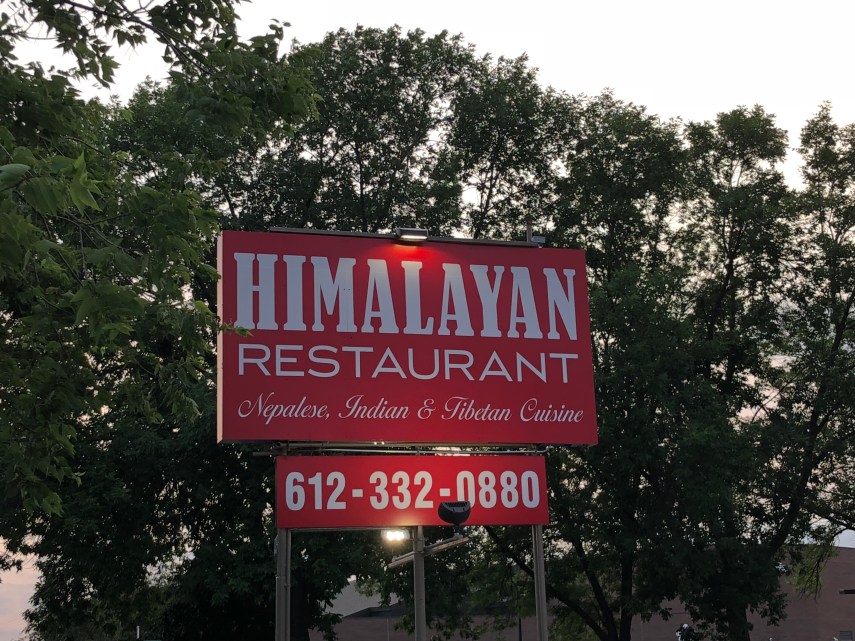 HIMALAYAN
RESTAURANT
Nepalese, Indian & Tibetan Cuisine
612-332-0880